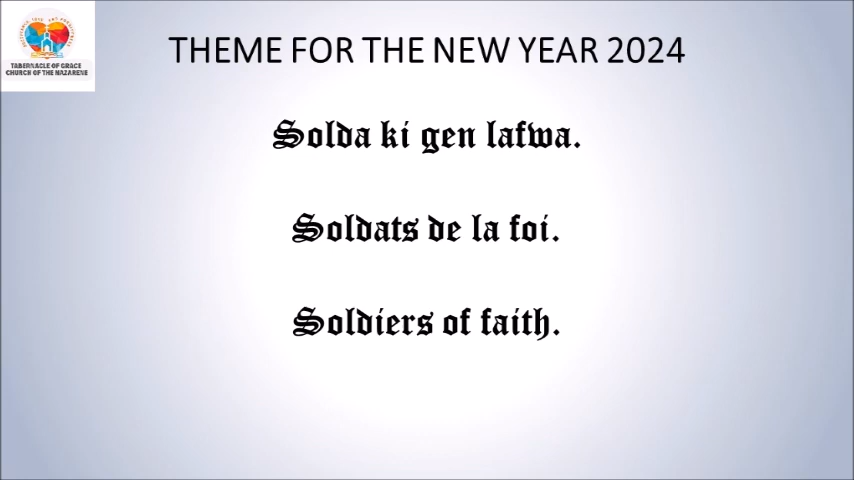 TABERNACLE OF GRACE
CHURCH OF THE NAZARENE
THEME FOR THE NEW YEAR 2024
Solda ki gen lafwa.
Soldats de la foi.
Soldiers of faith.